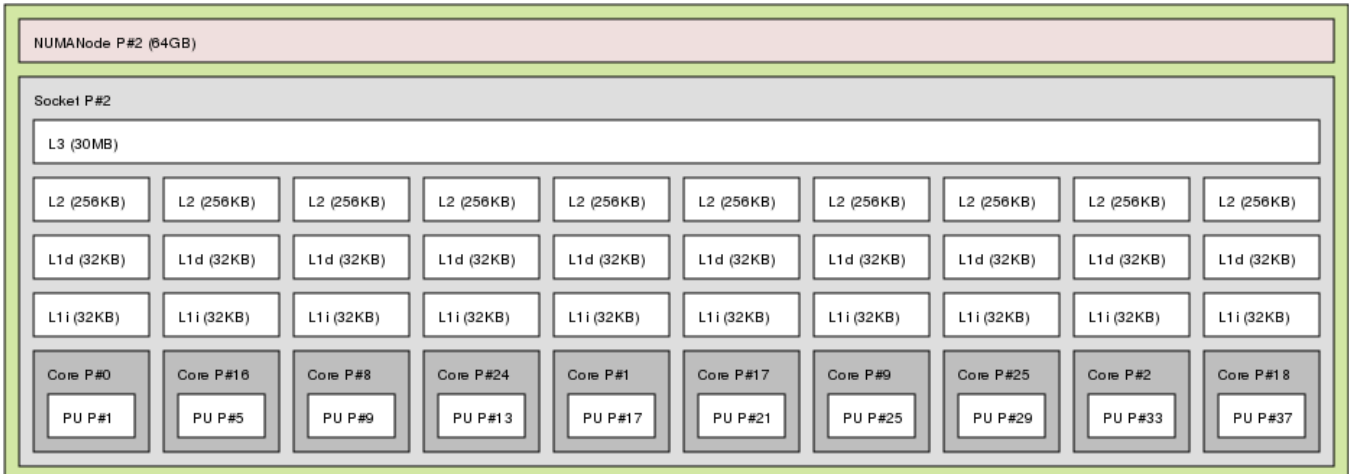 NUMANode P#2 (64GB)
Socket P#2
L3 (30MB)
L2 (256KB) L2 (256KB) L2 (256KB) L2 (256KB) L2 (256KB) L2 (256KB) L2 (256KB) L2 (256KB) L2 (256KB) L2 (256KB)
L1d (32KB) L1d (32KB) L1d (32KB) L1d (32KB) L1d (32KB) L1d (32KB) L1d (32KB) L1d (32KB) L1d (32KB) L1d (32KB)
L1i (32KB) L1i (32KB) L1i (32KB) L1i (32KB) L1i (32KB) L1i (32KB) L1i (32KB) L1i (32KB) L1i (32KB) L1i (32KB)
Core P#0 Core P#16 Core P#8 Core P#24 Core P#1 Core P#17 Core P#9 Core P#25 Core P#2 Core P#18
PU P#1 PU P#5 PU P#9 PU P#13 PU P#17 PU P#21 PU P#25 PU P#29 PU P#33 PU P#37